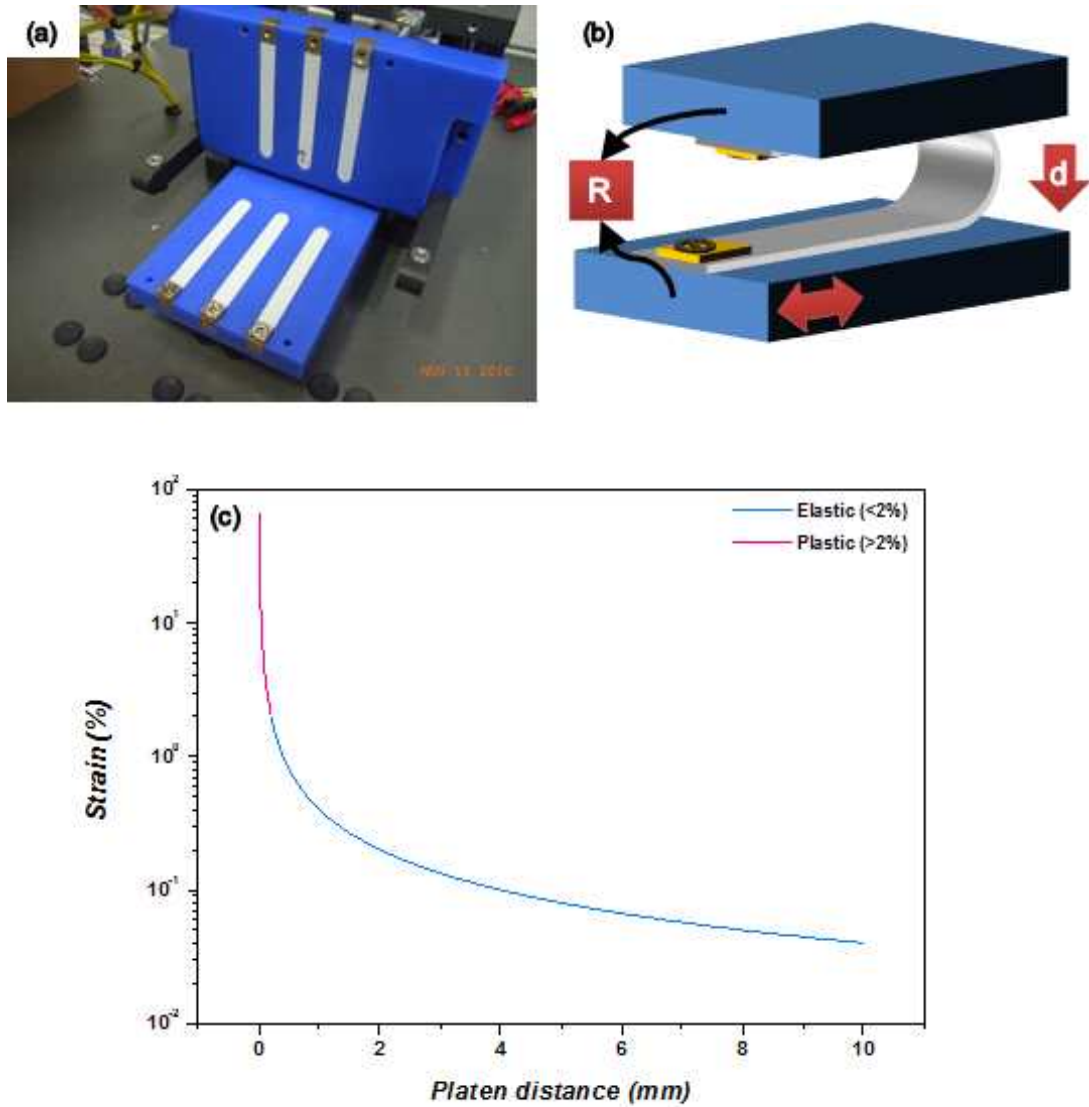 (a)
(b)
R
d
(c)
Elastic (<2%)
Plastic (>2%)
10²
10¹
10⁰
10⁻¹
10⁻²
Strain (%)
0
2
4
6
8
10
Platen distance (mm)